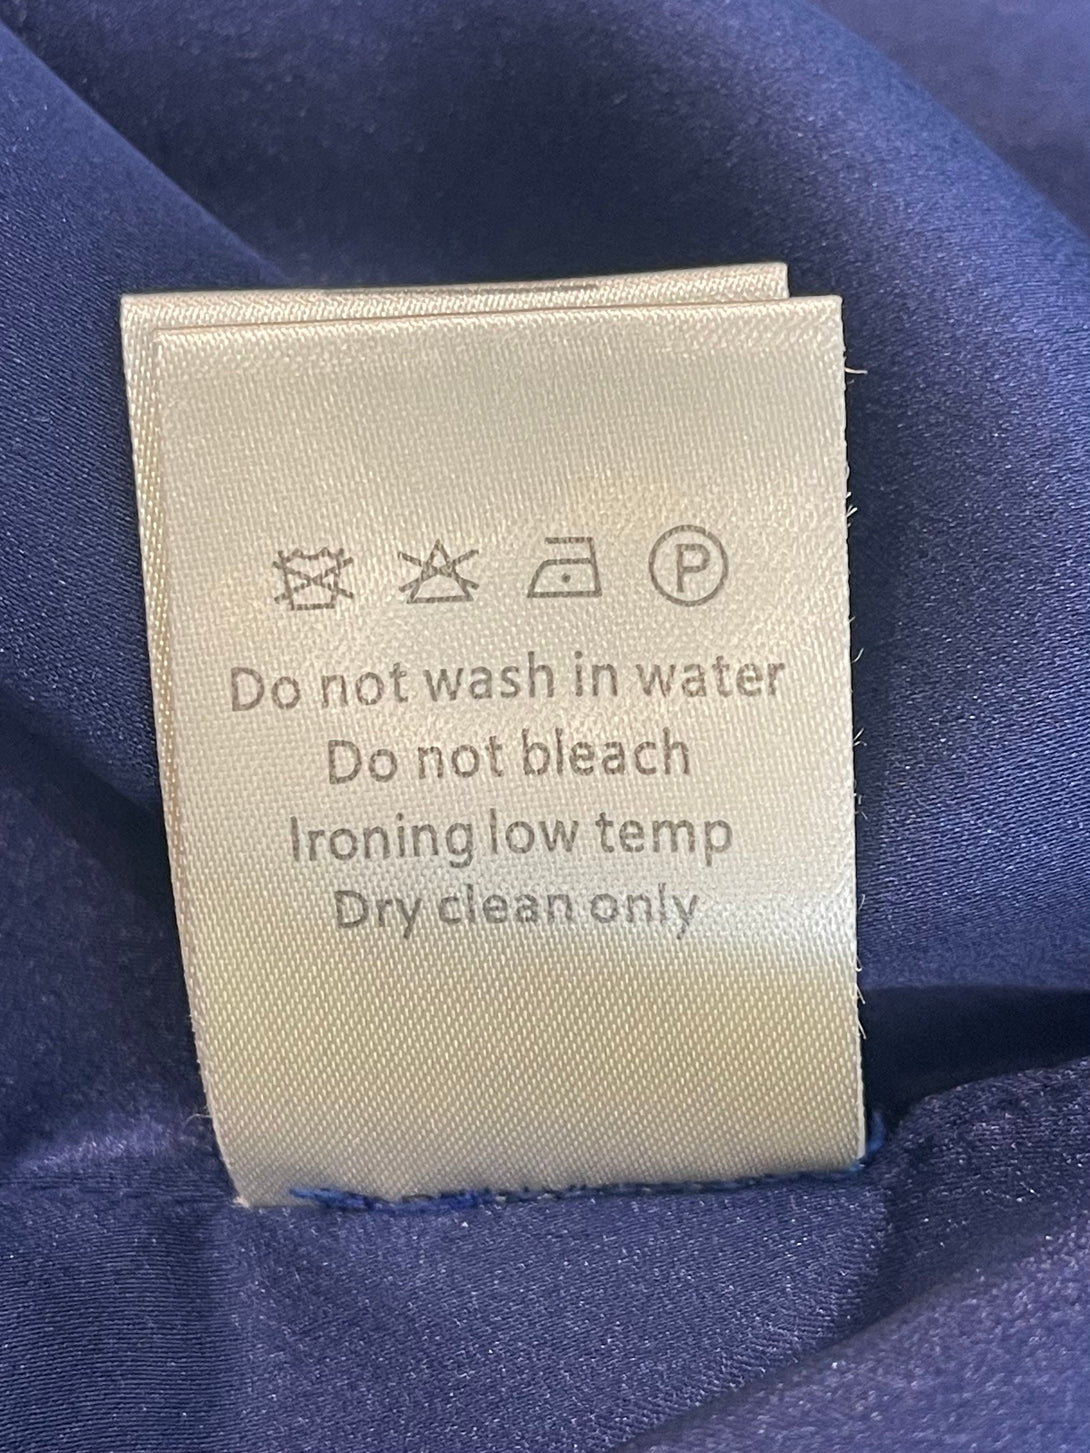 P
Do not wash in water
Do not bleach
Ironing low temp
Dry clean only